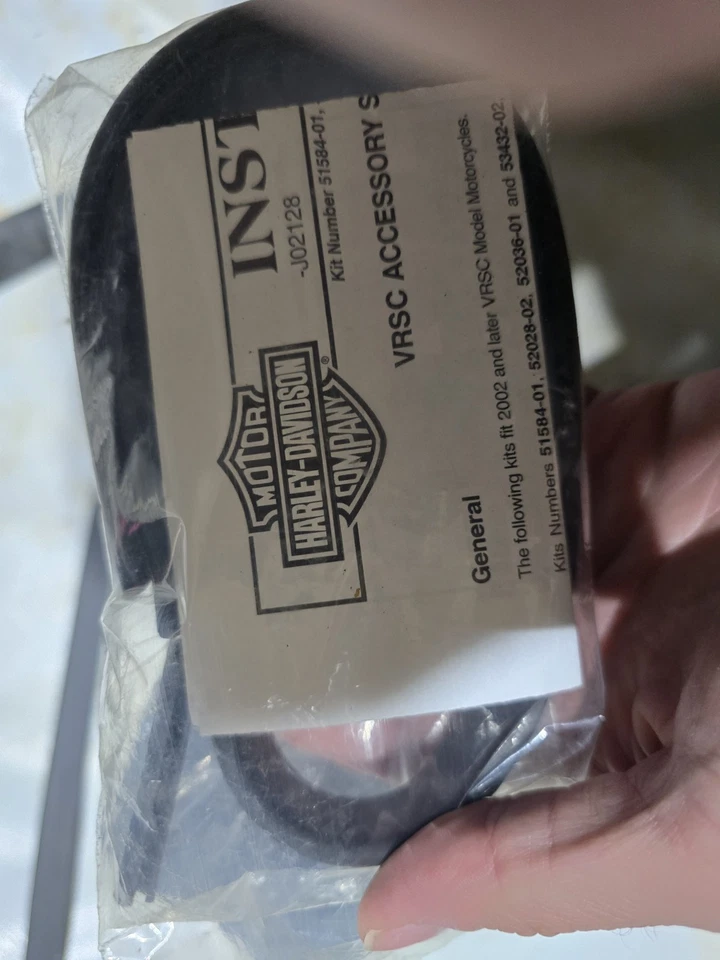 MOTOR
HARLEY-DAVIDSON
COMPANY
®
INST
-J02128
Kit Number 51584-01,
VRSC ACCESSORY S
General
The following kits fit 2002 and later VRSC Model Motorcycles.
Kits Numbers 51584-01, 52028-02, 52036-01 and 53432-02.